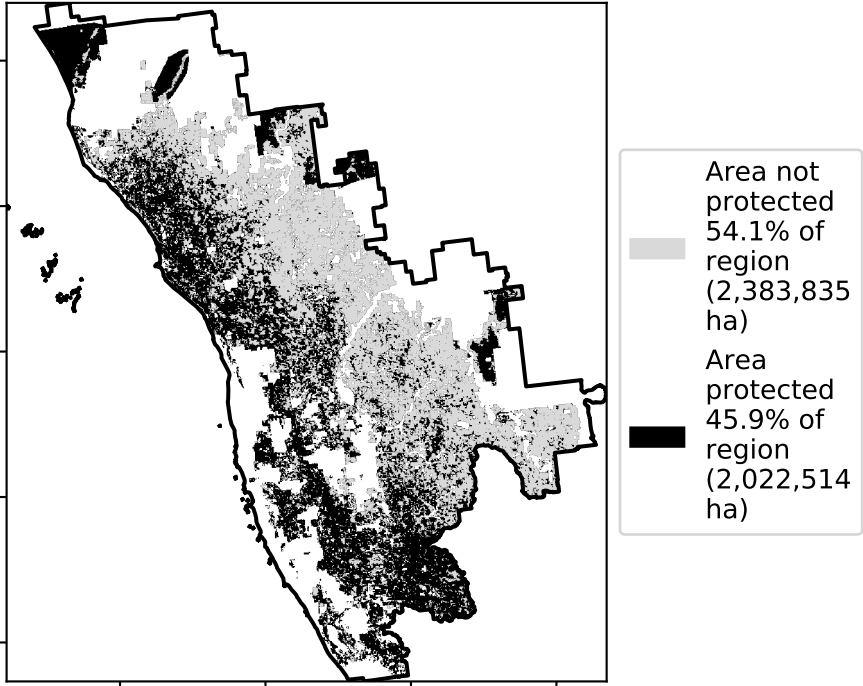 Area not
protected
54.1% of
region
(2,383,835
ha)
Area
protected
45.9% of
region
(2,022,514
ha)